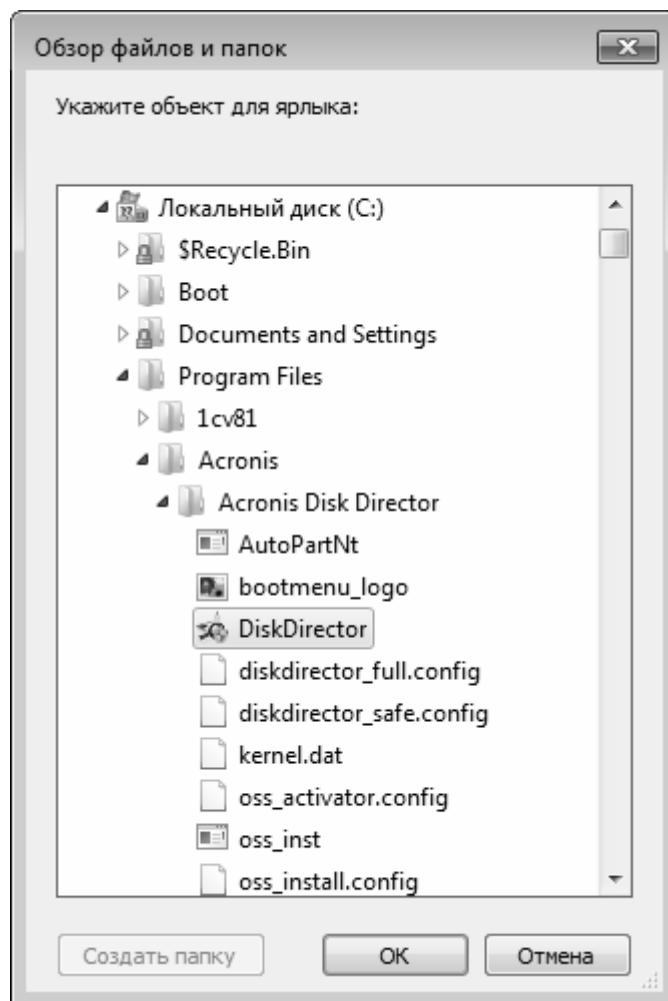 Обзор файлов и папок
Укажите объект для ярлыка:
Локальный диск (C:)
$Recycle.Bin
Boot
Documents and Settings
Program Files
1cv81
Acronis
Acronis Disk Director
AutoPartNt
bootmenu_logo
DiskDirector
diskdirector_full.config
diskdirector_safe.config
kernel.dat
oss_activator.config
oss_inst
oss_install.config
Создать папку
ОК
Отмена